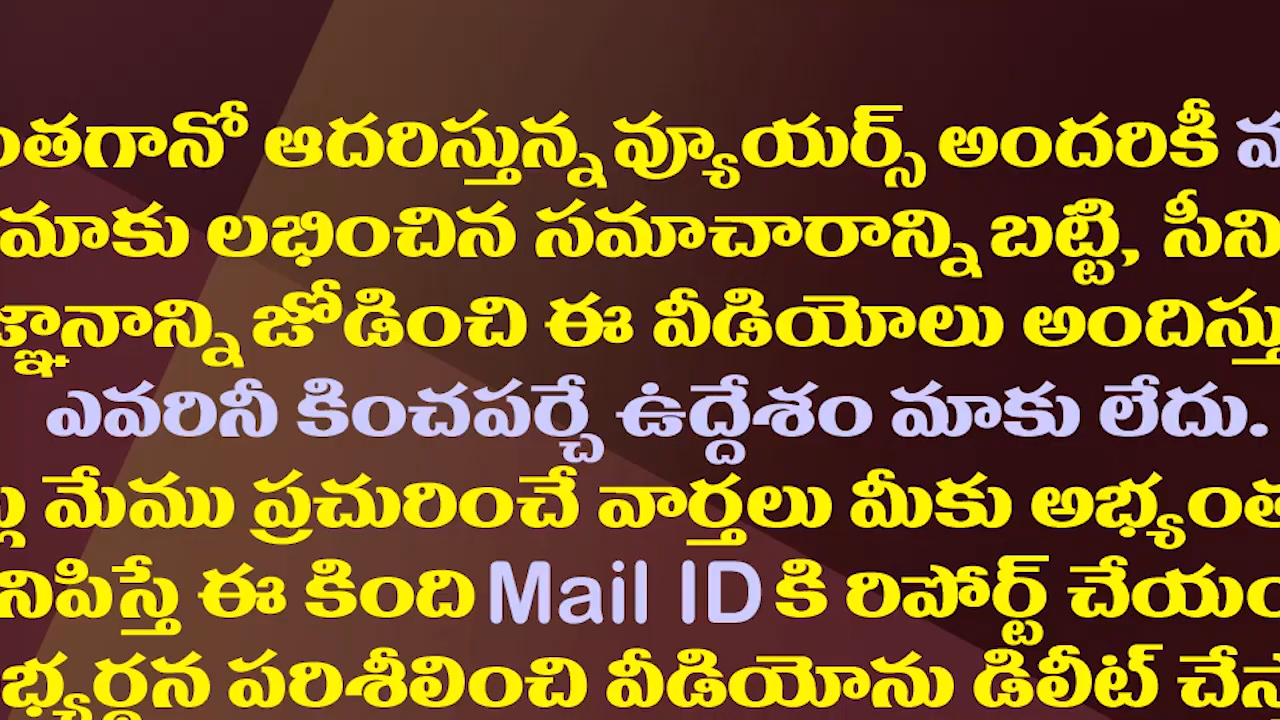 ఆదరిస్తున్న వ్యూయర్స్ అందరికీ
మాకు లభించిన సమాచారాన్ని బట్టి,
జోడించి ఈ వీడియోలు
ఎవరినీ కించపర్చే ఉద్దేశం మాకు లేదు.
మేము ప్రచురించే వార్తలు మీకు
ఈ కింది Mail ID కి రిపోర్ట్
పరిశీలించి వీడియోను డిలీట్